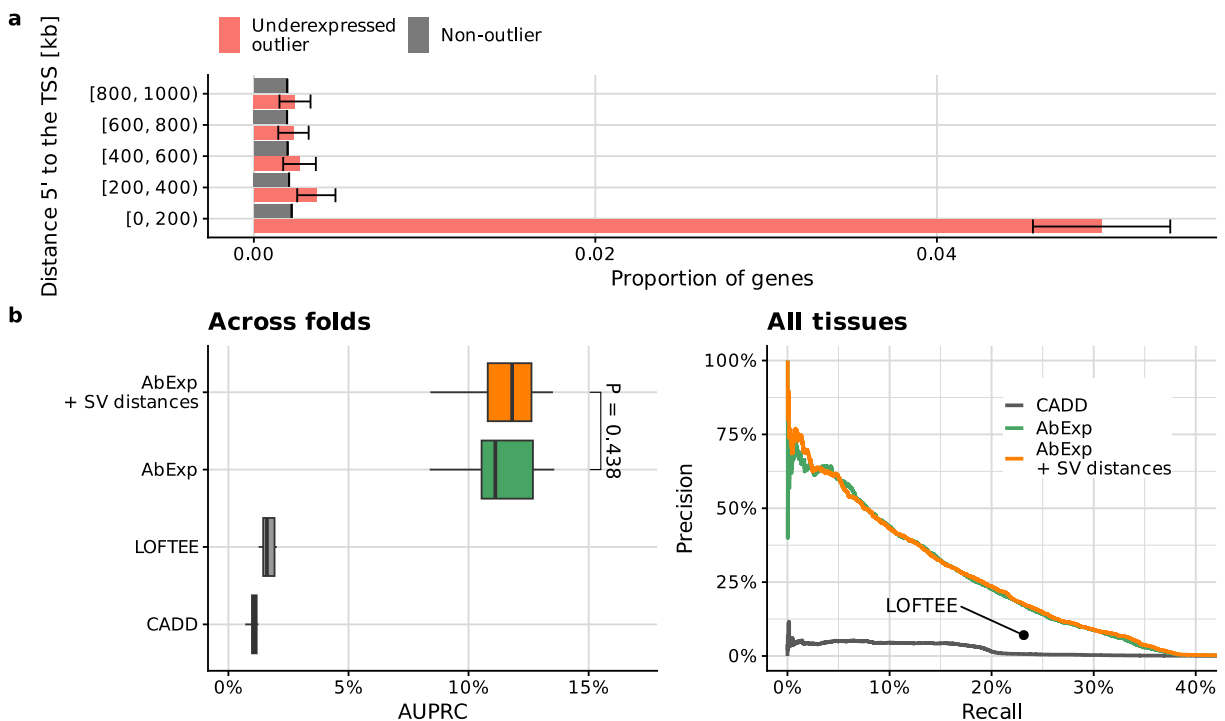 a
Underexpressed
outlier
Non-outlier
Distance 5' to the TSS [kb]
[800, 1000)
[600, 800)
[400, 600)
[200, 400)
[0, 200)
0.00
0.02
0.04
Proportion of genes
b
Across folds
AbExp
+ SV distances
AbExp
LOFTEE
CADD
P = 0.438
0%
5%
10%
15%
AUPRC
All tissues
Precision
100%
75%
50%
25%
0%
CADD
AbExp
AbExp
+ SV distances
LOFTEE
0%
10%
20%
30%
40%
Recall